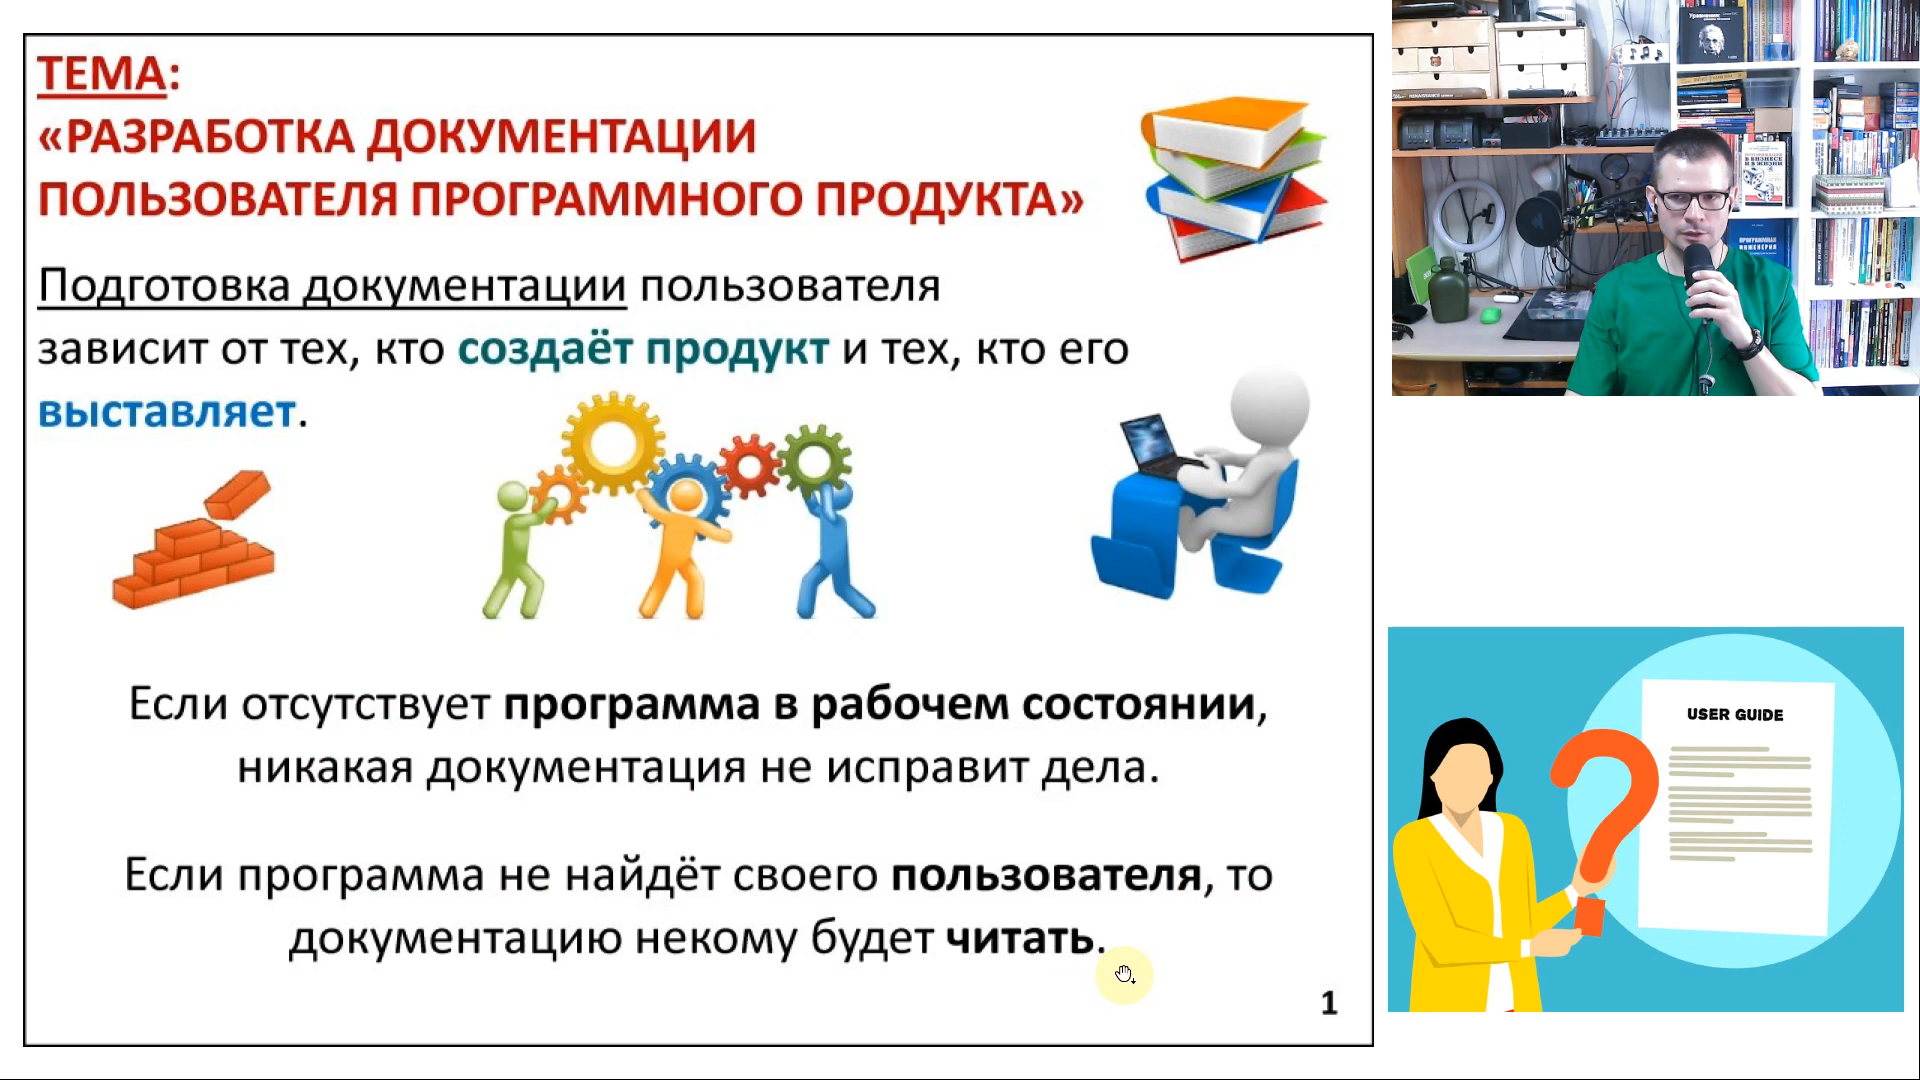 ТЕМА:
«РАЗРАБОТКА ДОКУМЕНТАЦИИ
ПОЛЬЗОВАТЕЛЯ ПРОГРАММНОГО ПРОДУКТА»
Подготовка документации пользователя
зависит от тех, кто создаёт продукт и тех, кто его
выставляет.
Если отсутствует программа в рабочем состоянии,
никакая документация не исправит дела.
Если программа не найдёт своего пользователя, то
документацию некому будет читать.
1
USER GUIDE